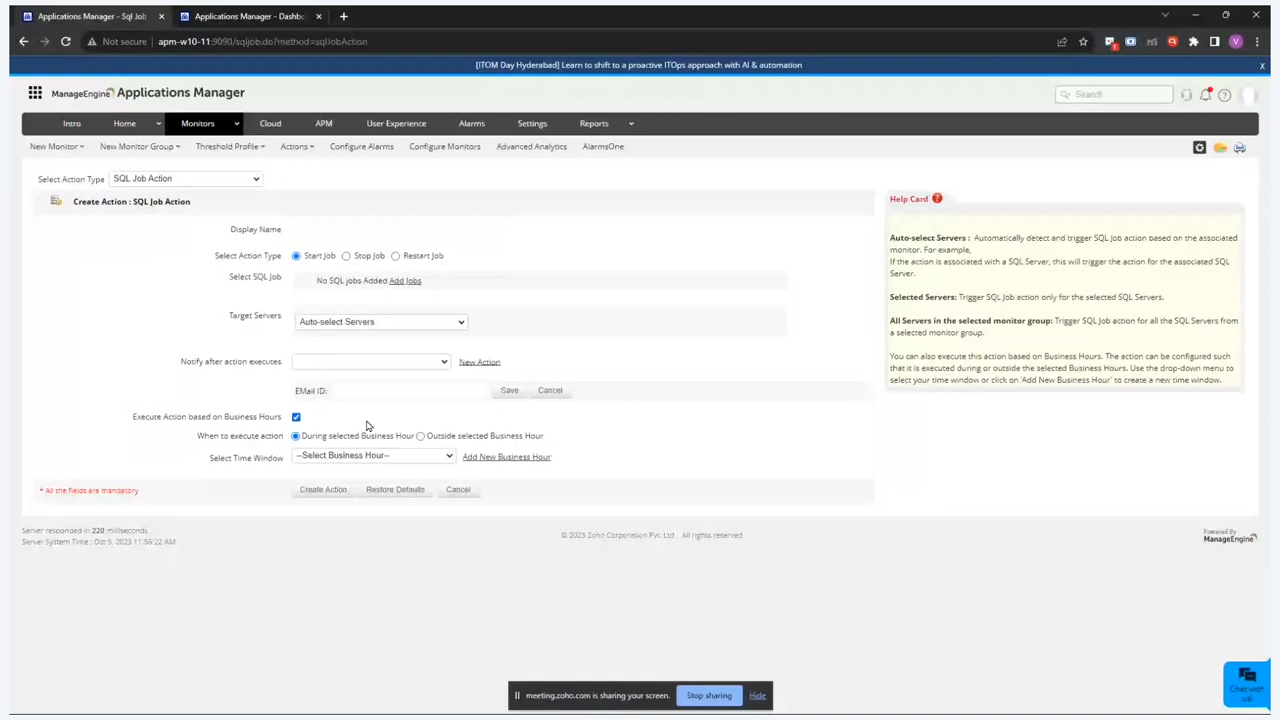 Applications Manager - Sql Job
Applications Manager - Dashbo
Not secure apm-w10-11:9090/sqljob.do?method=sqlJobAction
V
[ITOM Day Hyderabad] Learn to shift to a proactive ITOps approach with AI & automation
X
ManageEngine Applications Manager
Search
Intro Home Monitors Cloud APM User Experience Alarms Settings Reports
New Monitor New Monitor Group Threshold Profile Actions Configure Alarms Configure Monitors Advanced Analytics AlarmsOne
Select Action Type SQL Job Action
Create Action : SQL Job Action
Display Name
Select Action Type Start Job Stop Job Restart Job
Select SQL Job No SQL jobs Added Add Jobs
Target Servers Auto-select Servers
Notify after action executes New Action
EMail ID: Save Cancel
Execute Action based on Business Hours
When to execute action During selected Business Hour Outside selected Business Hour
Select Time Window --Select Business Hour-- Add New Business Hour
* All the fields are mandatory Create Action Restore Defaults Cancel
Help Card ?
Auto-select Servers : Automatically detect and trigger SQL Job action based on the associated
monitor. For example,
If the action is associated with a SQL Server, this will trigger the action for the associated SQL
Server.
Selected Servers: Trigger SQL Job action only for the selected SQL Servers.
All Servers in the selected monitor group: Trigger SQL Job action for all the SQL Servers from
a selected monitor group.
You can also execute this action based on Business Hours. The action can be configured such
that it is executed during or outside the selected Business Hours. Use the drop-down menu to
select your time window or click on 'Add New Business Hour' to create a new time window.
Server responded in 220 milliseconds
Server System Time : Oct 5, 2023 11:56:22 AM
© 2023 Zoho Corporation Pvt. Ltd. All rights reserved
Powered By
ManageEngine
meeting.zoho.com is sharing your screen. Stop sharing Hide
Chat with
us!